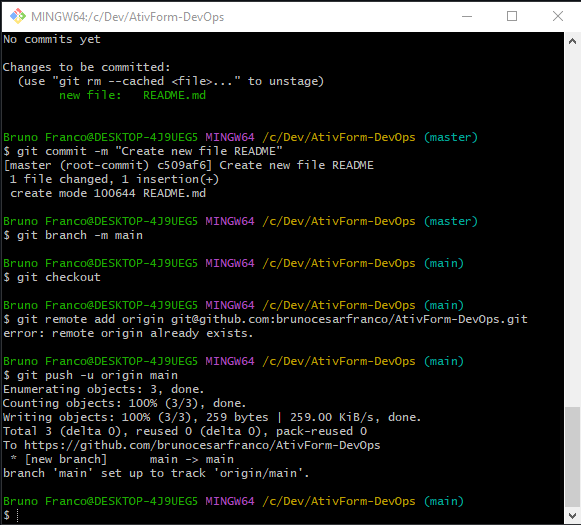 MINGW64:/c/Dev/AtivForm-DevOps
No commits yet
Changes to be committed:
(use "git rm --cached <file>..." to unstage)
new file:   README.md
Bruno Franco@DESKTOP-4J9UEG5 MINGW64 /c/Dev/AtivForm-DevOps (master)
$ git commit -m "Create new file README"
[master (root-commit) c509af6] Create new file README
1 file changed, 1 insertion(+)
create mode 100644 README.md
Bruno Franco@DESKTOP-4J9UEG5 MINGW64 /c/Dev/AtivForm-DevOps (master)
$ git branch -m main
Bruno Franco@DESKTOP-4J9UEG5 MINGW64 /c/Dev/AtivForm-DevOps (main)
$ git checkout
Bruno Franco@DESKTOP-4J9UEG5 MINGW64 /c/Dev/AtivForm-DevOps (main)
$ git remote add origin git@github.com:brunocesarfranco/AtivForm-DevOps.git
error: remote origin already exists.
Bruno Franco@DESKTOP-4J9UEG5 MINGW64 /c/Dev/AtivForm-DevOps (main)
$ git push -u origin main
Enumerating objects: 3, done.
Counting objects: 100% (3/3), done.
Writing objects: 100% (3/3), 259 bytes | 259.00 KiB/s, done.
Total 3 (delta 0), reused 0 (delta 0), pack-reused 0
To https://github.com/brunocesarfranco/AtivForm-DevOps
* [new branch]      main -> main
branch 'main' set up to track 'origin/main'.
Bruno Franco@DESKTOP-4J9UEG5 MINGW64 /c/Dev/AtivForm-DevOps (main)
$